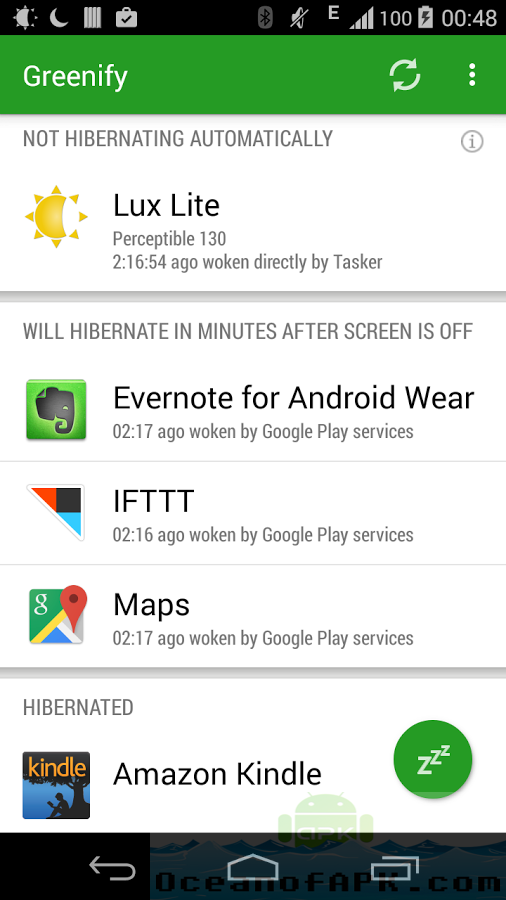 E 100 00:48
Greenify
NOT HIBERNATING AUTOMATICALLY
Lux Lite
Perceptible 130
2:16:54 ago woken directly by Tasker
WILL HIBERNATE IN MINUTES AFTER SCREEN IS OFF
Evernote for Android Wear
02:17 ago woken by Google Play services
IFTTT
02:16 ago woken by Google Play services
g
Maps
02:17 ago woken by Google Play services
HIBERNATED
zzz
kindle
Amazon Kindle
apk
OceanofAPK.com